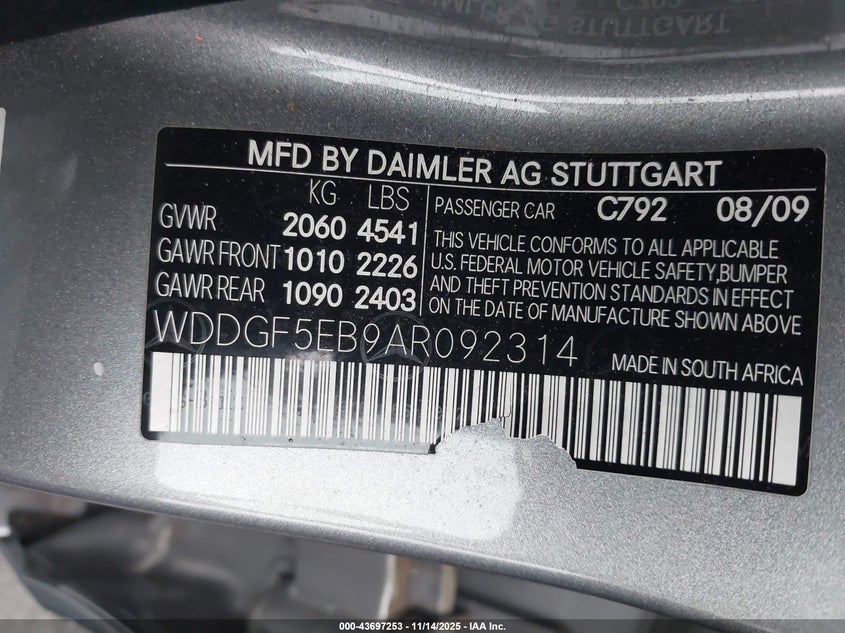 MFD BY DAIMLER AG STUTTGART
KG LBS
GVWR 2060 4541
GAWR FRONT 1010 2226
GAWR REAR 1090 2403
PASSENGER CAR C792 08/09
THIS VEHICLE CONFORMS TO ALL APPLICABLE
U.S. FEDERAL MOTOR VEHICLE SAFETY,BUMPER
AND THEFT PREVENTION STANDARDS IN EFFECT
ON THE DATE OF MANUFACTURE SHOWN ABOVE
WDDGF5EB9AR092314
MADE IN SOUTH AFRICA
000-43697253 - 11/14/2025 - IAA Inc.